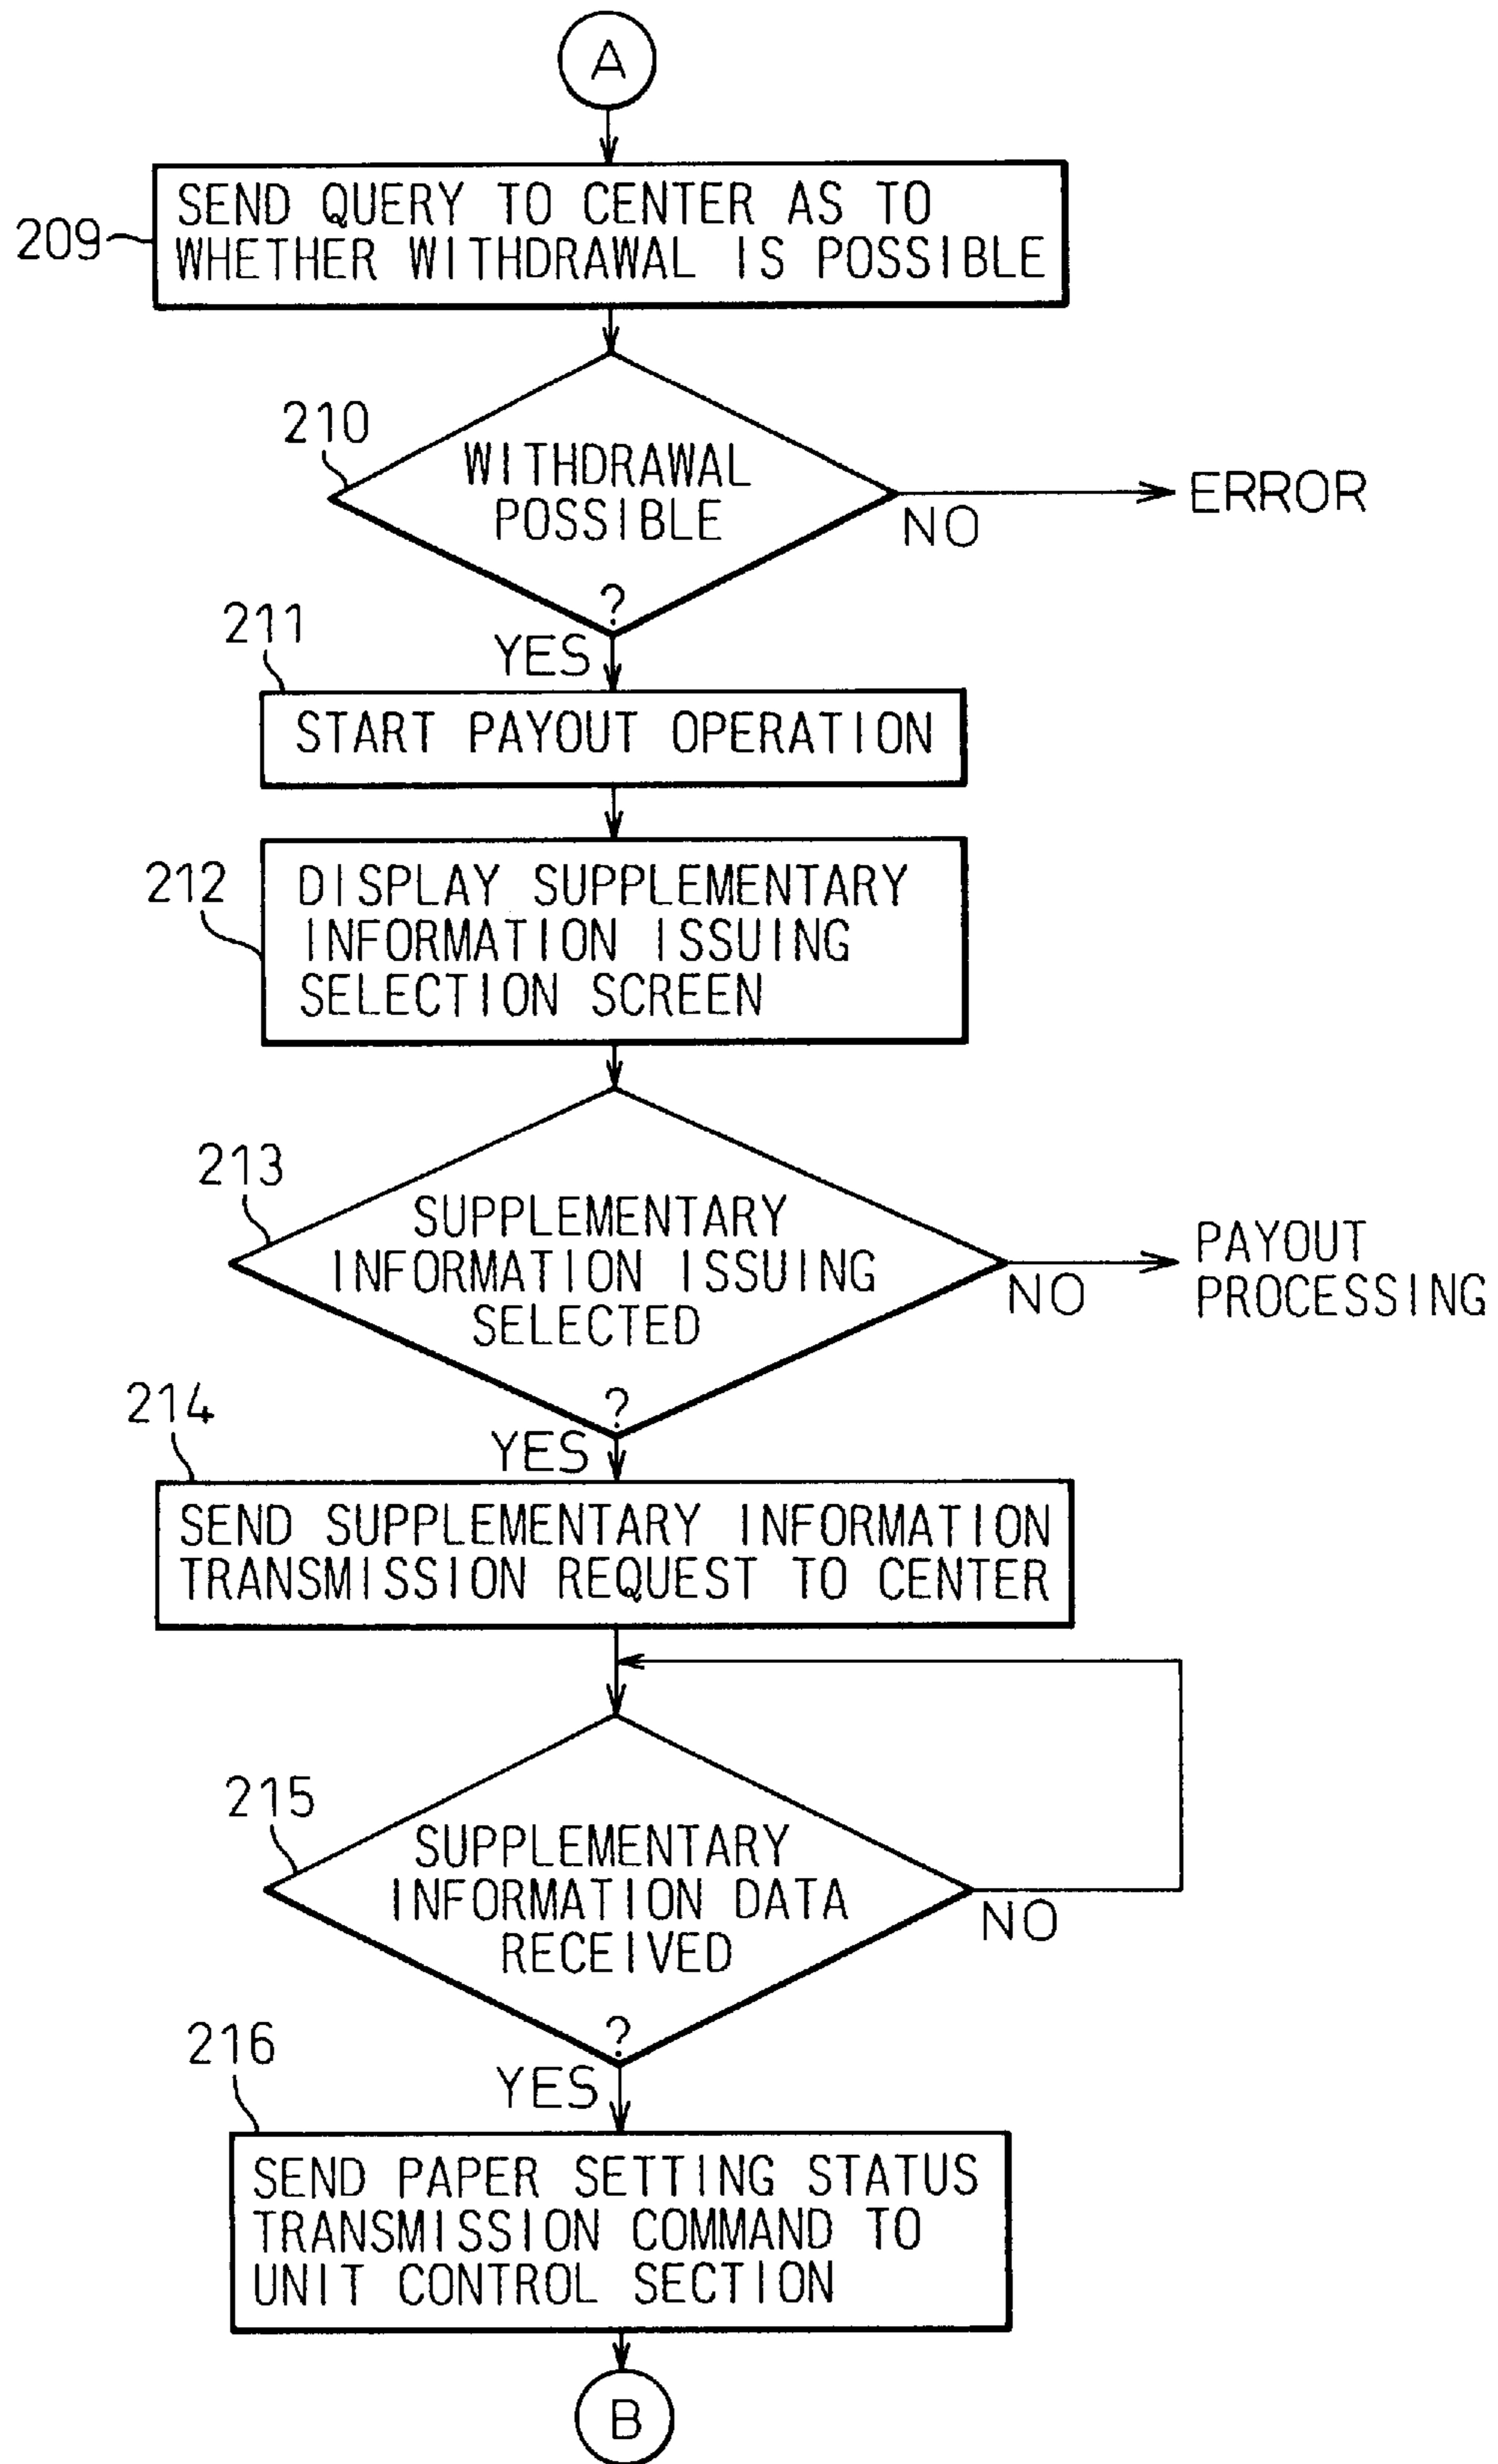 A
209
SEND QUERY TO CENTER AS TO
WHETHER WITHDRAWAL IS POSSIBLE
210
WITHDRAWAL
POSSIBLE
?
NO
ERROR
YES
211
START PAYOUT OPERATION
212
DISPLAY SUPPLEMENTARY
INFORMATION ISSUING
SELECTION SCREEN
213
SUPPLEMENTARY
INFORMATION ISSUING
SELECTED
?
NO
PAYOUT
PROCESSING
YES
214
SEND SUPPLEMENTARY INFORMATION
TRANSMISSION REQUEST TO CENTER
215
SUPPLEMENTARY
INFORMATION DATA
RECEIVED
?
NO
YES
216
SEND PAPER SETTING STATUS
TRANSMISSION COMMAND TO
UNIT CONTROL SECTION
B